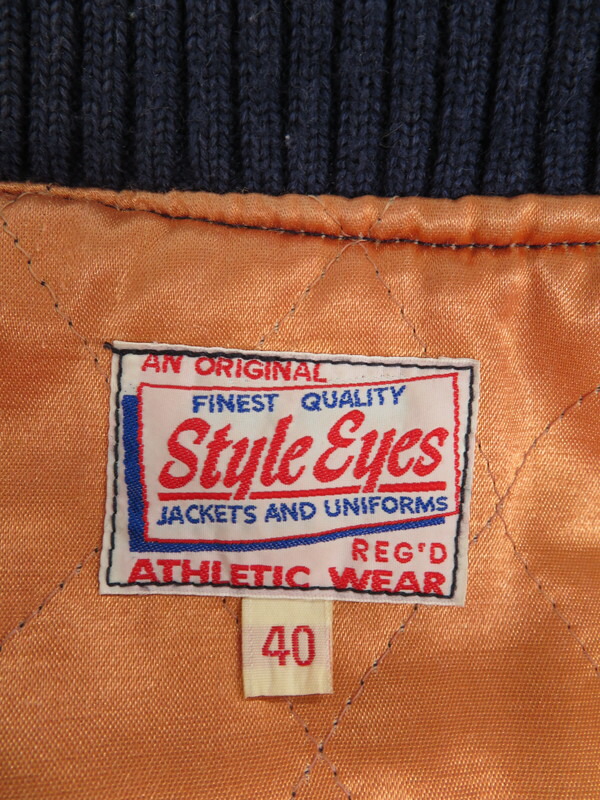 AN ORIGINAL
FINEST QUALITY
Style Eyes
JACKETS AND UNIFORMS
REG'D
ATHLETIC WEAR
40